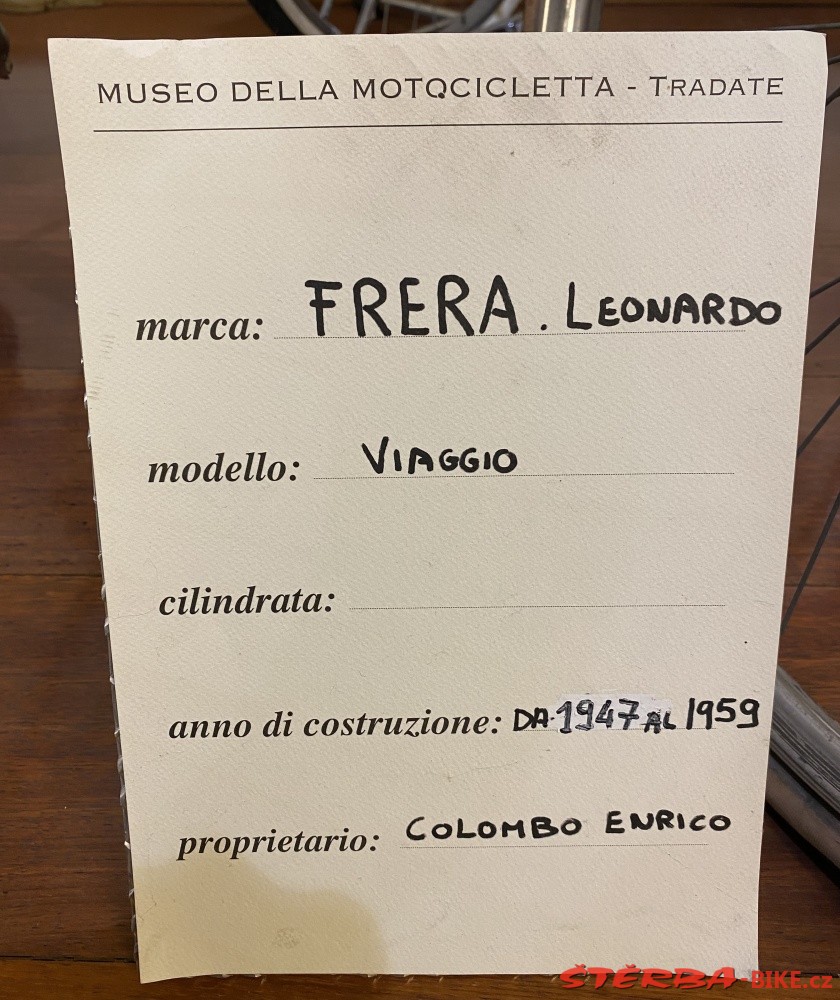 MUSEO DELLA MOTOCICLETTA - TRADATE
marca: FRERA. LEONARDO
modello: VIAGGIO
cilindrata:
anno di costruzione: DA 1947 AL 1959
proprietario: COLOMBO ENRICO
ŠTĚRBA-BIKE.cz